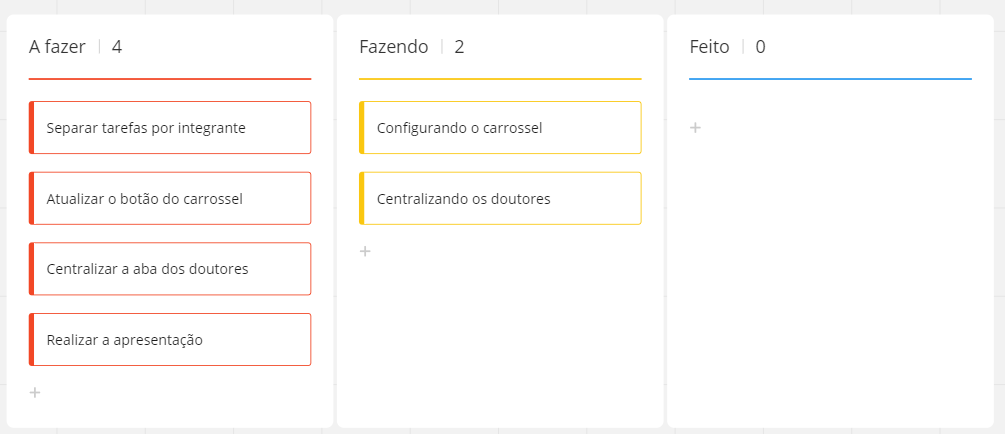 A fazer | 4
Separar tarefas por integrante
Atualizar o botão do carrossel
Centralizar a aba dos doutores
Realizar a apresentação
+
Fazendo | 2
Configurando o carrossel
Centralizando os doutores
+
Feito | 0
+